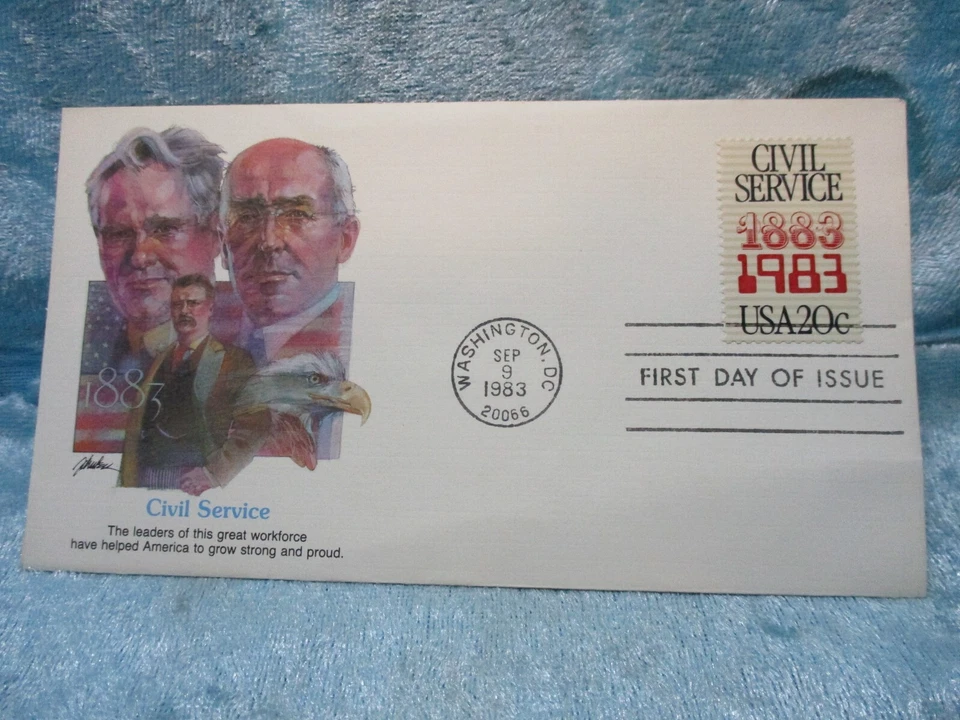 CIVIL
SERVICE
1883
1983
USA20c
WASHINGTON, DC
SEP
9
1983
20066
FIRST DAY OF ISSUE
1883
Civil Service
The leaders of this great workforce
have helped America to grow strong and proud.